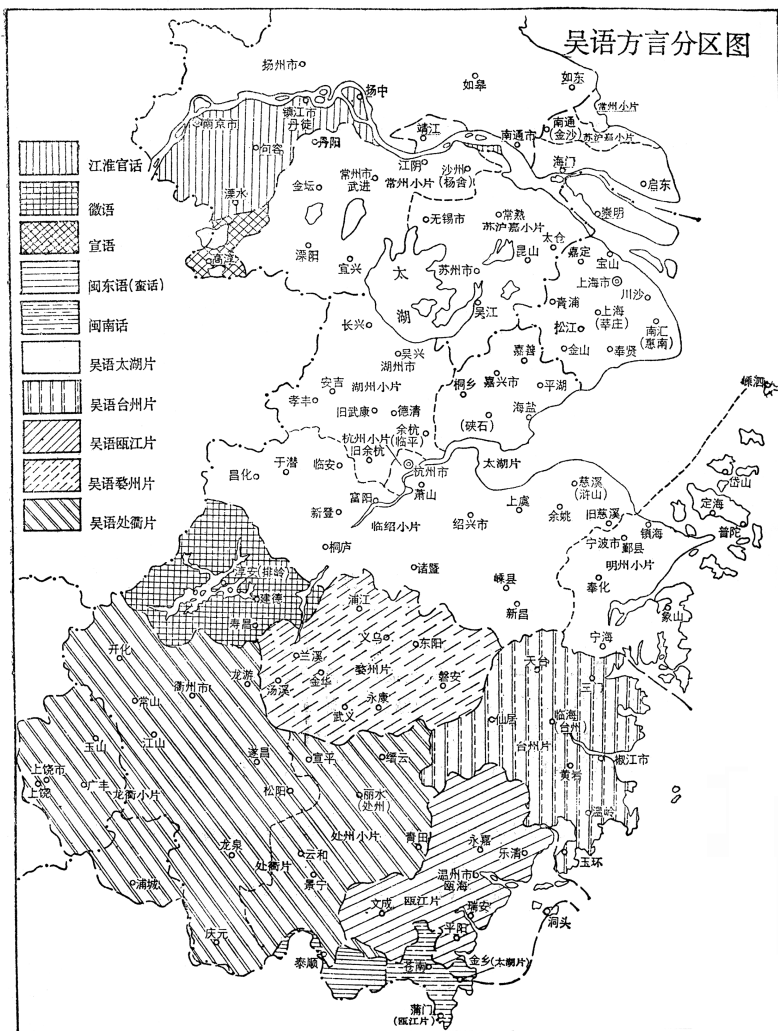 吴语方言分区图
扬州市
如皋
如东
扬中
常州小片
镇江市
丹徒
南通
(金沙)
南京市
靖江
南通市
苏沪嘉小片
丹阳
句容
江阴
沙州
(杨舍)
海门
常州市
武进
常州小片
启东
金坛
溧水
无锡市
常熟
苏沪嘉小片
崇明
太仓
溧阳
宜兴
太
湖
昆山
嘉定
宝山
高淳
苏州市
上海市
川沙
吴江
青浦
上海
(莘庄)
长兴
松江
南汇
(惠南)
吴兴
湖州市
嘉善
金山
奉贤
安吉
湖州小片
桐乡
嘉兴市
平湖
孝丰
嵊泗
旧武康
德清
海盐
余杭
(临平)
(硖石)
杭州小片
旧余杭
于潜
临安
杭州市
太湖片
昌化
岱山
萧山
慈溪
(浒山)
富阳
上虞
定海
新登
临绍小片
绍兴市
余姚
旧慈溪
镇海
普陀
宁波市
鄞县
桐庐
明州小片
诸暨
淳安(排岭)
嵊县
奉化
建德
浦江
新昌
象山
寿昌
义乌
东阳
宁海
开化
兰溪
婺州片
天台
龙游
衢州市
汤溪
金华
磐安
三门
常山
武义
永康
仙居
临海
(台州)
玉山
江山
台州片
遂昌
宣平
缙云
椒江市
上饶市
上饶
广丰
龙衢小片
松阳
丽水
(处州)
黄岩
温岭
龙泉
处州小片
青田
永嘉
乐清
处衢片
云和
玉环
景宁
温州市
瓯海
浦城
文成
瓯江片
瑞安
洞头
庆元
平阳
泰顺
苍南
金乡(太湖片)
蒲门
(瓯江片)
江淮官话
徽语
宣语
闽东语(蛮话)
闽南话
吴语太湖片
吴语台州片
吴语瓯江片
吴语婺州片
吴语处衢片